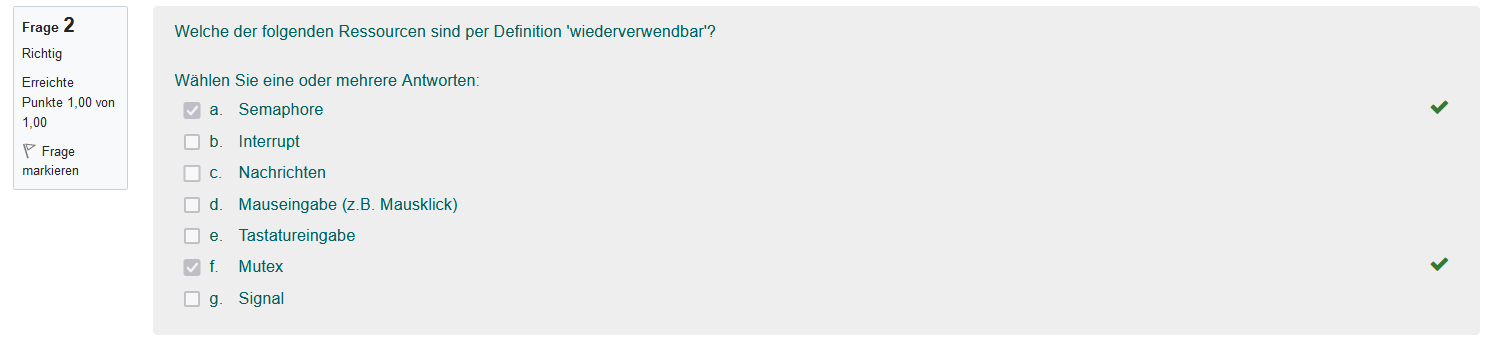 Frage 2
Richtig
Erreichte
Punkte 1,00 von
1,00
Frage
markieren
Welche der folgenden Ressourcen sind per Definition 'wiederverwendbar'?
Wählen Sie eine oder mehrere Antworten:
a. Semaphore
b. Interrupt
c. Nachrichten
d. Mauseingabe (z.B. Mausklick)
e. Tastatureingabe
f. Mutex
g. Signal